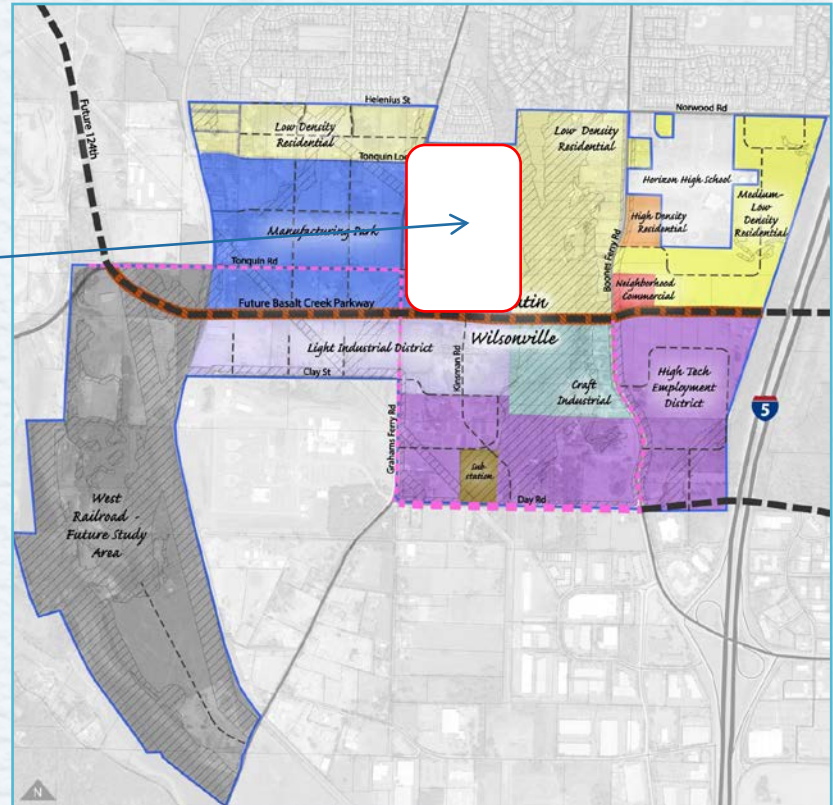 Helenius St
Norwood Rd
Future 124th
Low Density
Residential
Low Density
Residential
Tonquin
Horizon High School
Medium-
Low
Density
Residential
Manufacturing Park
High Density
Residential
Boones Ferry Rd
Tonquin Rd
Neighborhood
Commercial
Future Basalt Creek Parkway
Wilsonville
Light Industrial District
Kinsman Rd
Clay St
Craft
Industrial
High Tech
Employment
District
5
Grahams Ferry Rd
Sub-
station
West
Railroad -
Future Study
Area
Day Rd
N